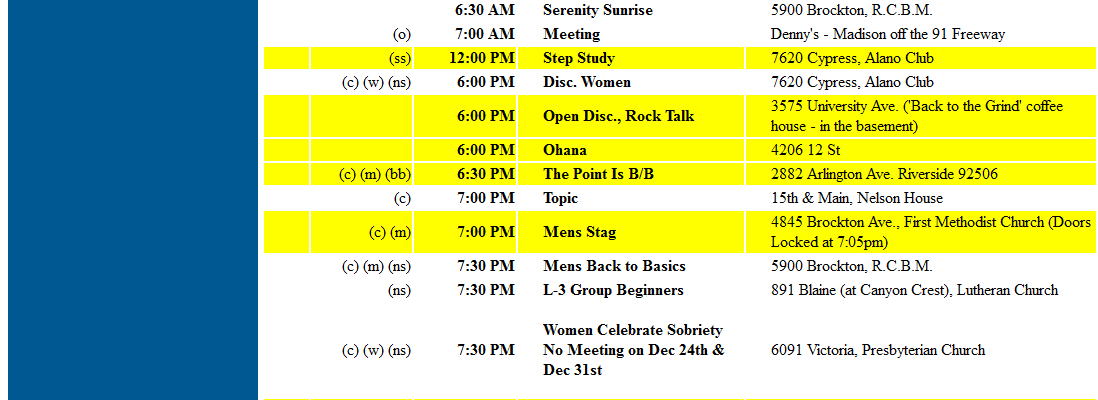 6:30 AM Serenity Sunrise 5900 Brockton, R.C.B.M.
(o) 7:00 AM Meeting Denny's - Madison off the 91 Freeway
(ss) 12:00 PM Step Study 7620 Cypress, Alano Club
(c) (w) (ns) 6:00 PM Disc. Women 7620 Cypress, Alano Club
6:00 PM Open Disc., Rock Talk 3575 University Ave. ('Back to the Grind' coffee
house - in the basement)
6:00 PM Ohana 4206 12 St
(c) (m) (bb) 6:30 PM The Point Is B/B 2882 Arlington Ave. Riverside 92506
(c) 7:00 PM Topic 15th & Main, Nelson House
(c) (m) 7:00 PM Mens Stag 4845 Brockton Ave., First Methodist Church (Doors
Locked at 7:05pm)
(c) (m) (ns) 7:30 PM Mens Back to Basics 5900 Brockton, R.C.B.M.
(ns) 7:30 PM L-3 Group Beginners 891 Blaine (at Canyon Crest), Lutheran Church
(c) (w) (ns) 7:30 PM Women Celebrate Sobriety
No Meeting on Dec 24th &
Dec 31st
6091 Victoria, Presbyterian Church